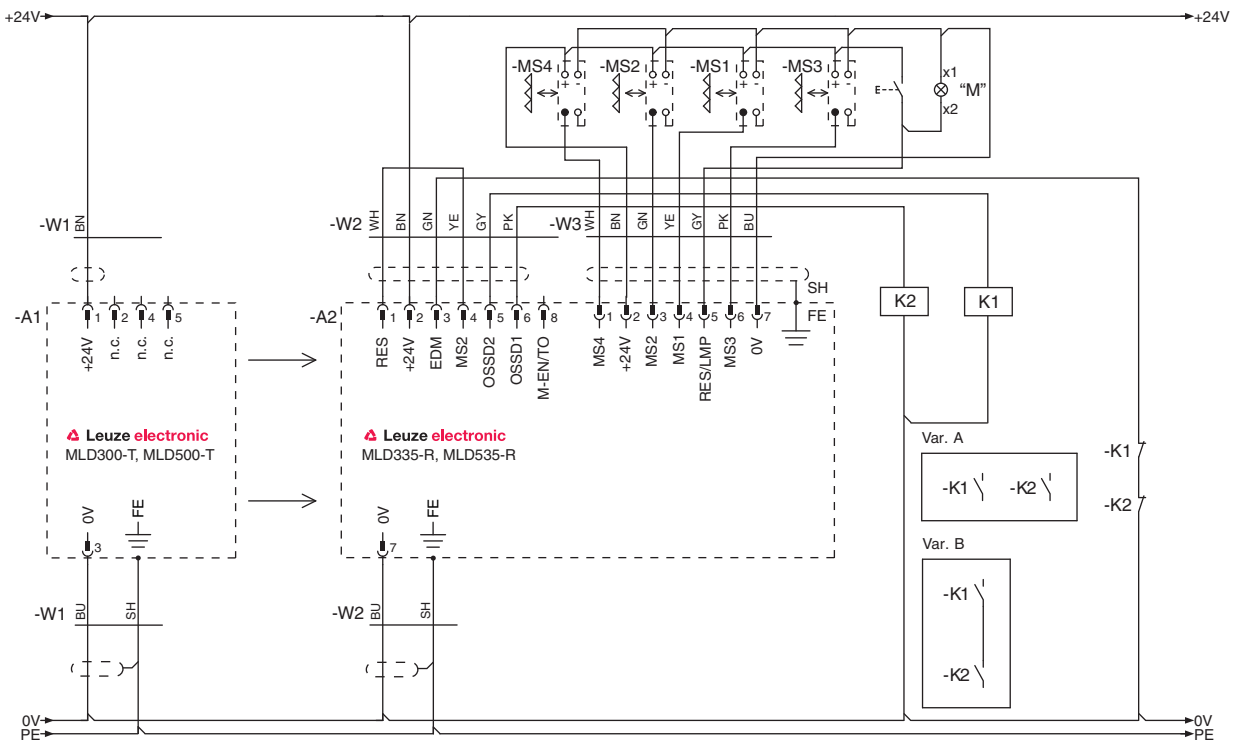 +24V
+24V
-MS4
-MS2
-MS1
-MS3
+ -
+ -
+ -
+ -
E
x1
"M"
x2
-W1
BN
-W2
WH
BN
GN
YE
GY
PK
-W3
WH
BN
GN
YE
GY
PK
BU
SH
FE
K2
K1
-A1
1
2
4
5
+24V
n.c.
n.c.
n.c.
-A2
1
2
3
4
5
6
8
RES
+24V
EDM
MS2
OSSD2
OSSD1
M-EN/TO
1
2
3
4
5
6
7
MS4
+24V
MS2
MS1
RES/LMP
MS3
0V
Leuze electronic
MLD300-T, MLD500-T
Leuze electronic
MLD335-R, MLD535-R
Var. A
-K1
-K2
-K1
-K2
Var. B
-K1
-K2
0V
FE
3
0V
FE
7
-W1
BU
SH
-W2
BU
SH
0V
PE
0V
PE